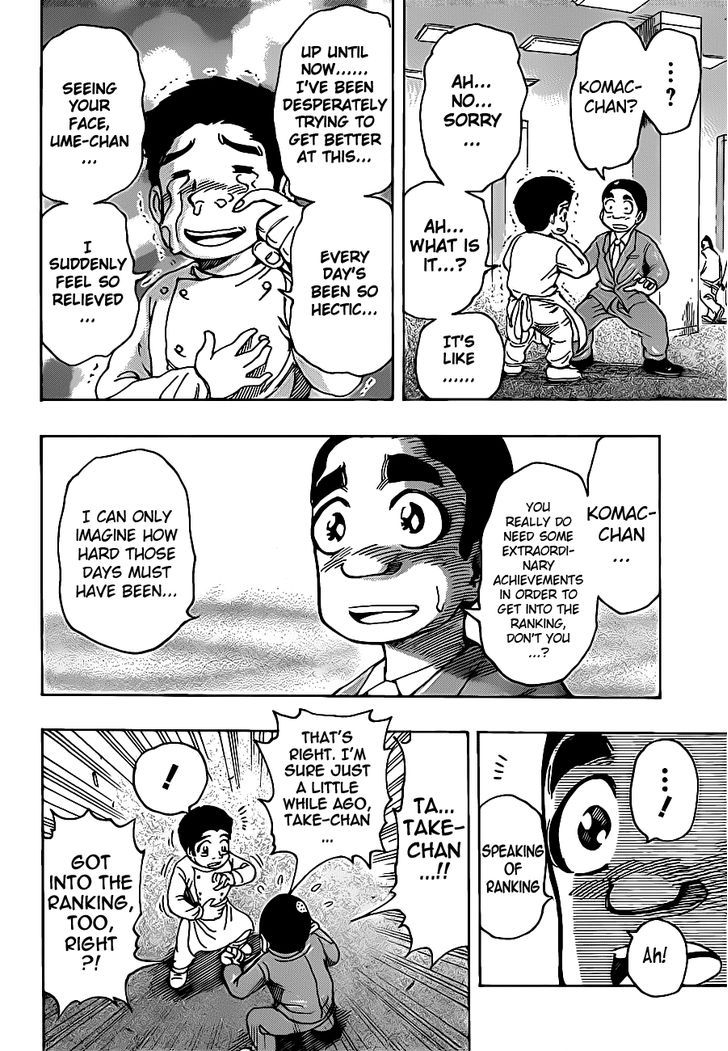 ...?
KOMAC-
CHAN?
AH...
NO...
SORRY
...
AH...
WHAT IS
IT...?
IT'S
LIKE
......
UP UNTIL
NOW......
I'VE BEEN
DESPERATELY
TRYING TO
GET BETTER
AT THIS...
EVERY
DAY'S
BEEN SO
HECTIC...
SEEING
YOUR
FACE,
UME-CHAN
...
I
SUDDENLY
FEEL SO
RELIEVED
...
KOMAC-
CHAN
...
YOU
REALLY DO
NEED SOME
EXTRAORDI-
NARY
ACHIEVEMENTS
IN ORDER TO
GET INTO THE
RANKING,
DON'T YOU
...?
I CAN ONLY
IMAGINE HOW
HARD THOSE
DAYS MUST
HAVE BEEN...
...!
Ah!
SPEAKING
OF
RANKING
TA...
TAKE-
CHAN
...!!
THAT'S
RIGHT. I'M
SURE JUST
A LITTLE
WHILE AGO,
TAKE-CHAN
...
!
GOT
INTO THE
RANKING,
TOO,
RIGHT
?!